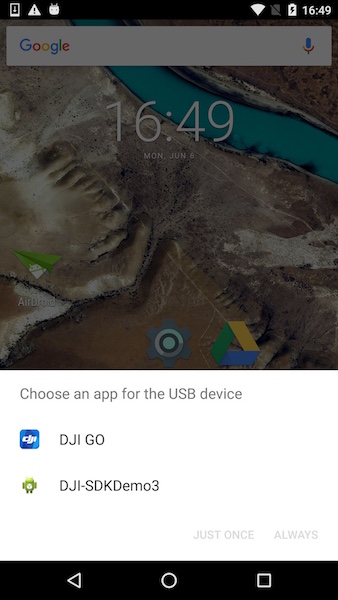 16:49
Google
16:49
MON, JUN 6
AirDroid
Choose an app for the USB device
dji
DJI GO
DJI-SDKDemo3
JUST ONCE
ALWAYS